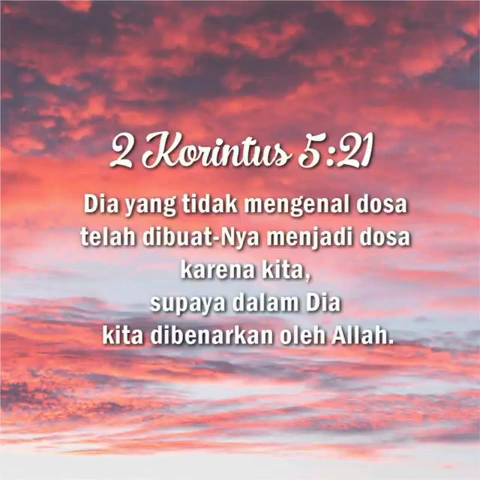 2 Korintus 5:21
Dia yang tidak mengenal dosa
telah dibuat-Nya menjadi dosa
karena kita,
supaya dalam Dia
kita dibenarkan oleh Allah.